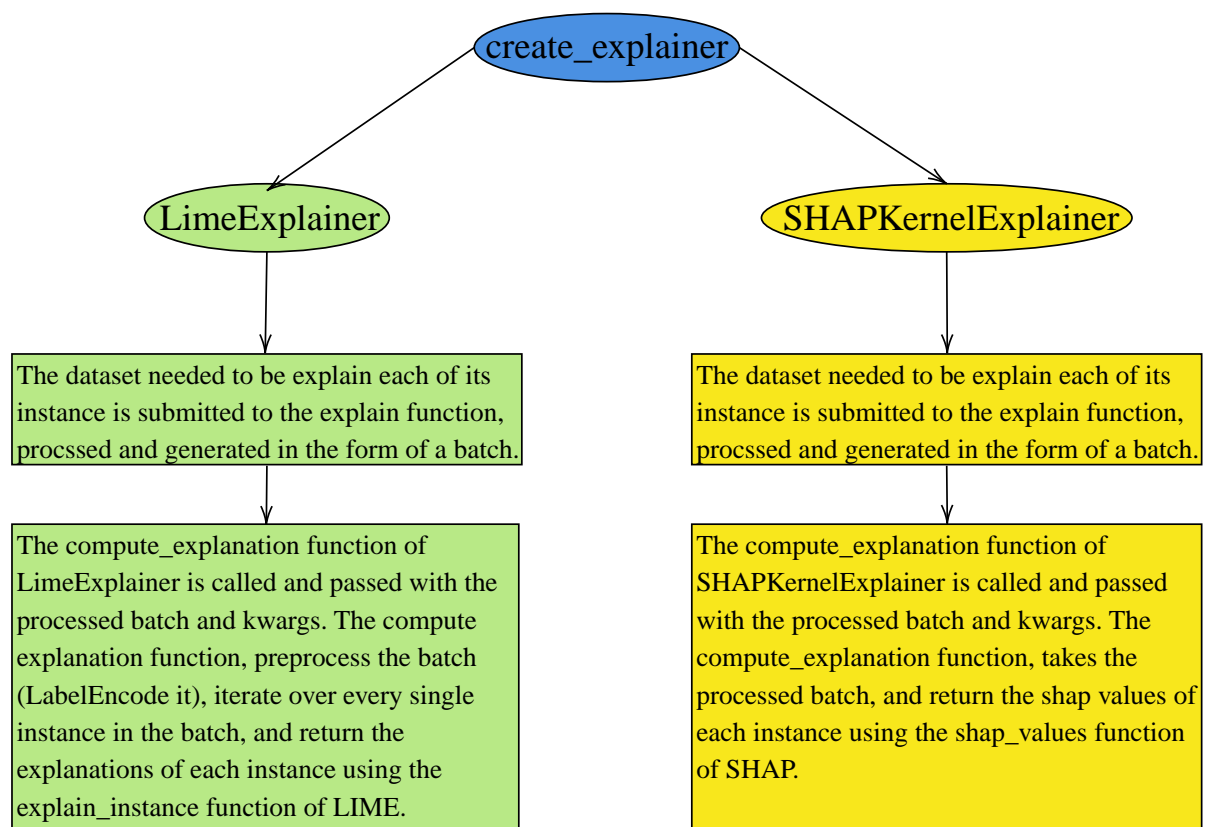 create_explainer
LimeExplainer
SHAPKernelExplainer
The dataset needed to be explain each of its
instance is submitted to the explain function,
procssed and generated in the form of a batch.
The dataset needed to be explain each of its
instance is submitted to the explain function,
procssed and generated in the form of a batch.
The compute_explanation function of
LimeExplainer is called and passed with the
processed batch and kwargs. The compute
explanation function, preprocess the batch
(LabelEncode it), iterate over every single
instance in the batch, and return the
explanations of each instance using the
explain_instance function of LIME.
The compute_explanation function of
SHAPKernelExplainer is called and passed
with the processed batch and kwargs. The
compute_explanation function, takes the
processed batch, and return the shap values of
each instance using the shap_values function
of SHAP.